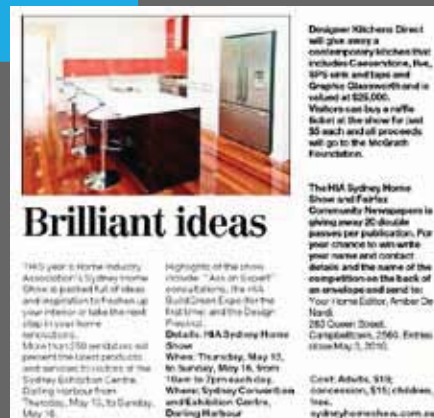 Brilliant ideas
THIS year's Home Industry
Association's Sydney Home
Show is packed full of ideas
and inspiration to freshen up
your interior or take the next
step in your home
renovations.
More than 250 exhibitors will
present the latest products
and services to visitors at the
Sydney Exhibition Centre,
Darling Harbour from
Thursday, May 13, to Sunday,
May 16.
Highlights of the show
include "Ask an Expert"
consultations, the HIA
GuildGreen Expo (for the
first time) and the Design
Precinct.
Details: HIA Sydney Home
Show
When: Thursday, May 13,
to Sunday, May 16, from
10am to 7pm each day.
Where: Sydney Convention
and Exhibition Centre,
Darling Harbour
Designer Kitchens Direct
will give away a
contemporary kitchen that
includes Caesarstone,
sink and taps and
Graphic Glassworth and is
valued at $25,000.
Visitors can buy a raffle
ticket at the show for just
$5 each and all proceeds
will go to the McGrath
Foundation.
The HIA Sydney Home
Show and Fairfax
Community Newspapers is
giving away 20 double
passes per publication. For
your chance to win write
your name and contact
details and the name of the
competition on the back of
an envelope and send to:
Your Home Editor, Amber De
Nardi,
Queen Street,
Campbelltown, 2560. Entries
close May 3, 2010.
Cost: Adults, $18;
concession, $15; children,
free.
sydneyhomeshow.com.au